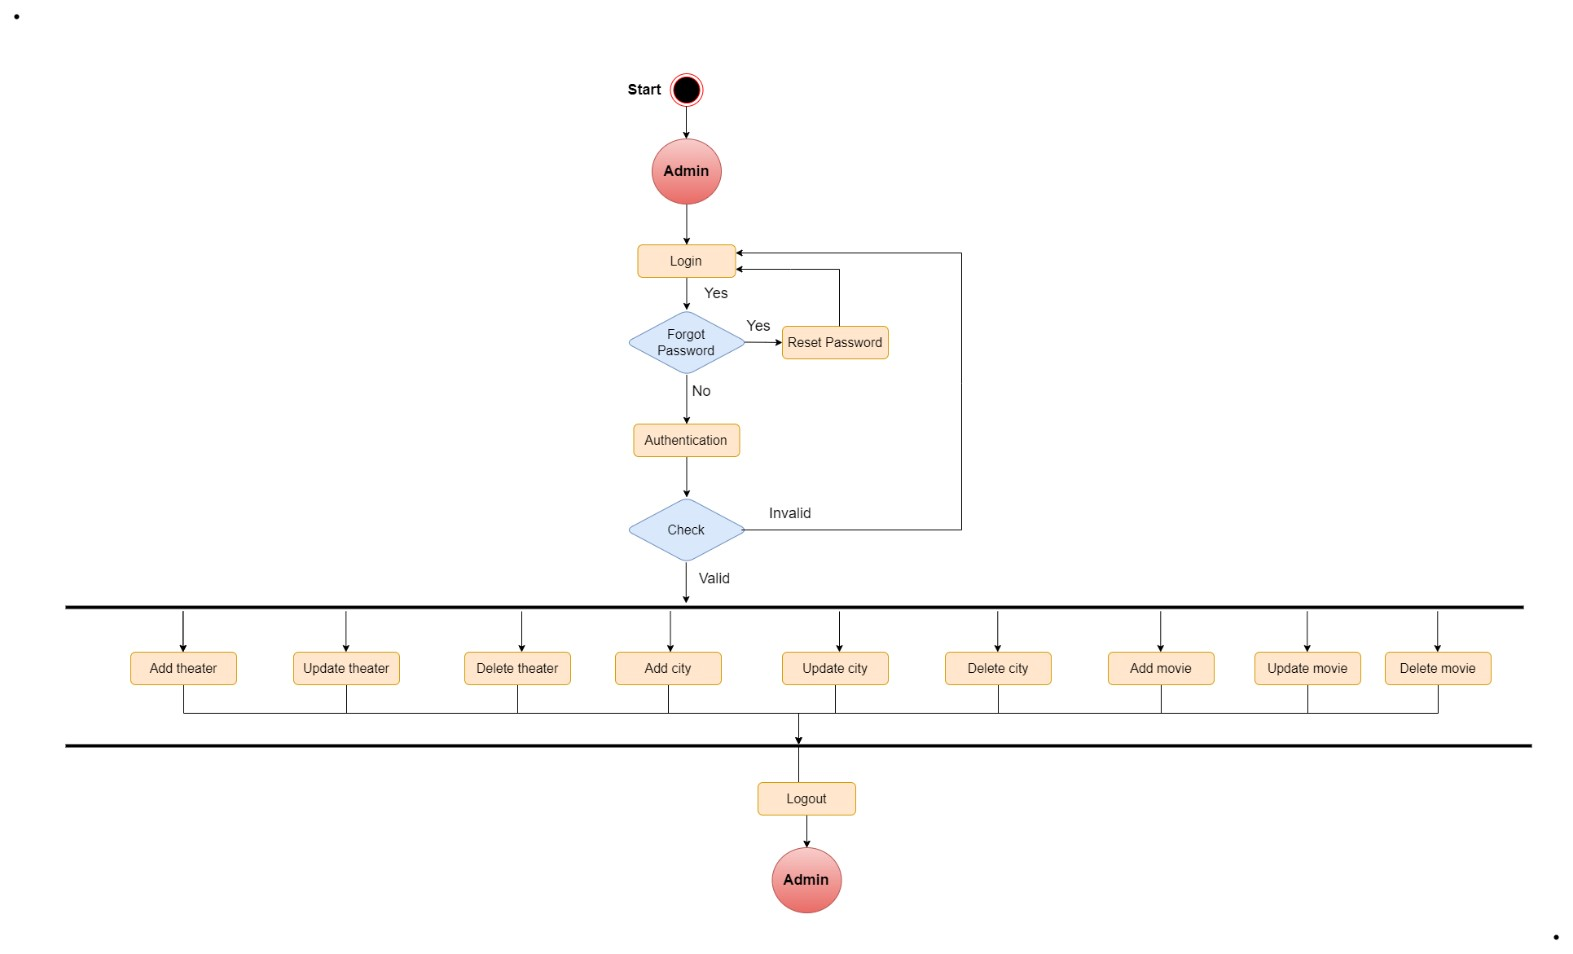 Start
Admin
Login
Yes
Forgot
Password
Yes
Reset Password
No
Authentication
Check
Invalid
Valid
Add theater
Update theater
Delete theater
Add city
Update city
Delete city
Add movie
Update movie
Delete movie
Logout
Admin